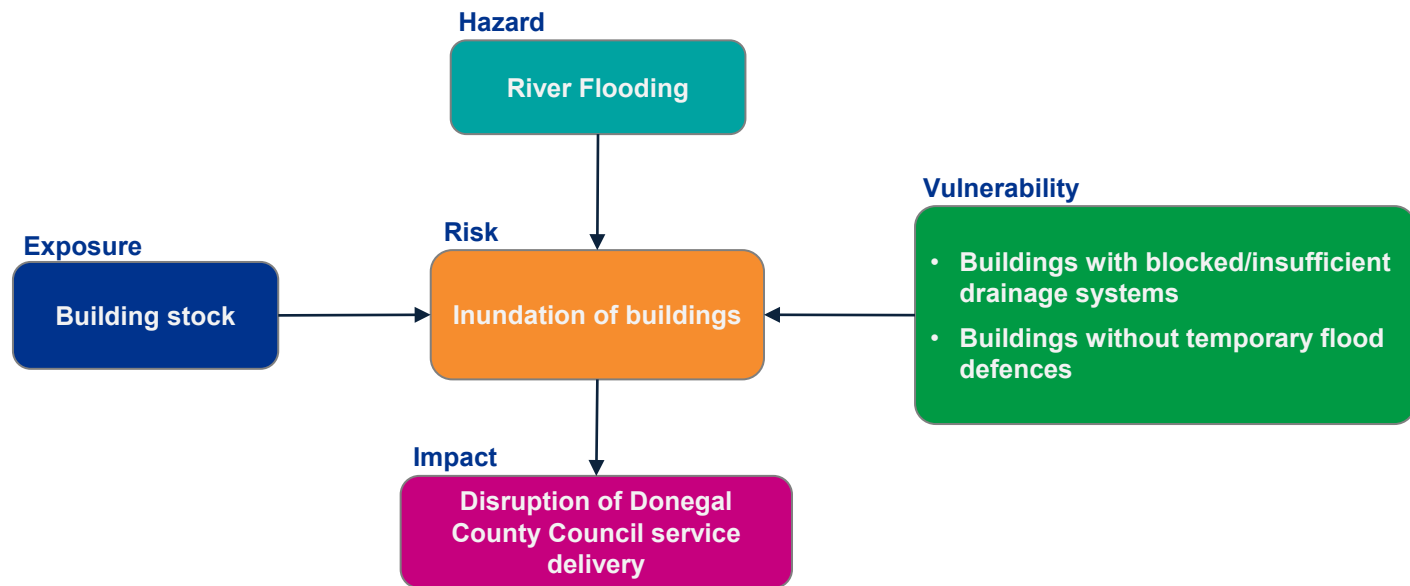 Hazard
River Flooding
Vulnerability
• Buildings with blocked/insufficient
drainage systems
• Buildings without temporary flood
defences
Exposure
Building stock
Risk
Inundation of buildings
Impact
Disruption of Donegal
County Council service
delivery